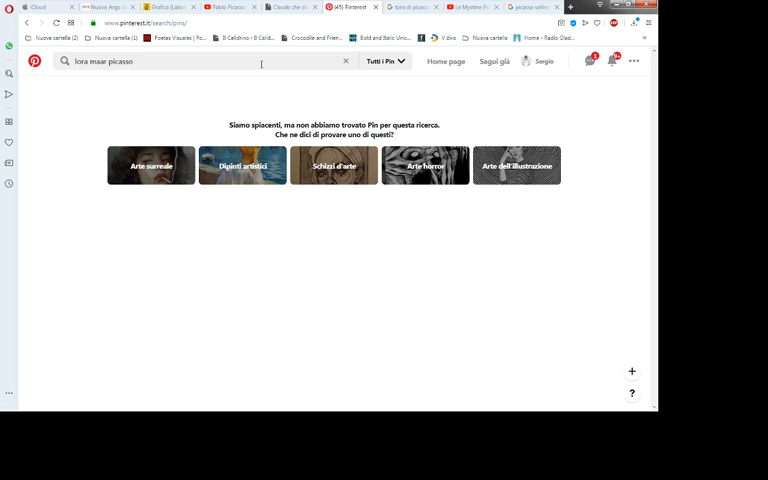 iCloud
Nuovo Argo d
Grafica (Labor
Pablo Picasso
Claude che di
(45) Pinterest
toro di picasso
Le Mystère Pi
picasso selling
www.pinterest.it/search/pins/
Nuova cartella (2)
Nuova cartella (1)
Poetas Visuales | Po...
Il Calidrino - Il Calid...
Crocodile and Frien...
Bold and Italic Unic...
V zivo
Nuova cartella
Home - Radio Glad...
»
lora maar picasso
Tutti i Pin
Home page
Segui già
Sergio
Siamo spiacenti, ma non abbiamo trovato Pin per questa ricerca.
Che ne dici di provare uno di questi?
Arte surreale
Dipinti artistici
Schizzi d'arte
Arte horror
Arte dell'illustrazione
+
?